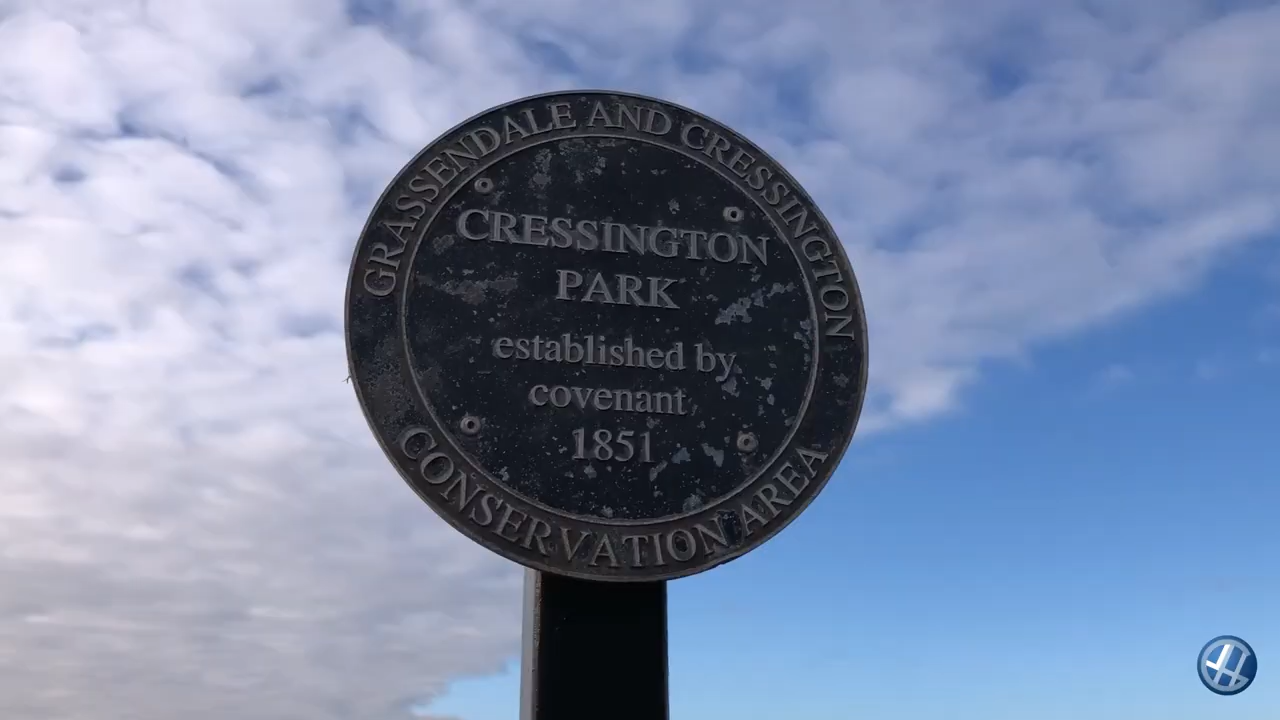 GRASSENDALE AND CRESSINGTON
CRESSINGTON
PARK
established by
covenant
1851
CONSERVATION AREA